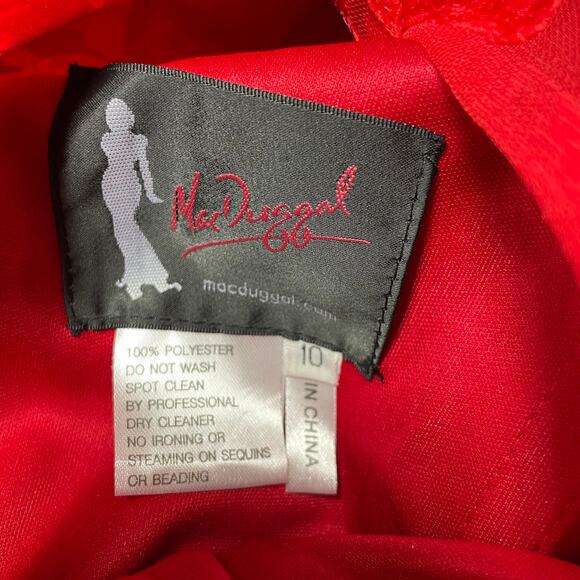 MacDuggal
macduggal.com
100% POLYESTER
DO NOT WASH
SPOT CLEAN
BY PROFESSIONAL
DRY CLEANER
NO IRONING OR
STEAMING ON SEQUINS
OR BEADING
10
IN CHINA